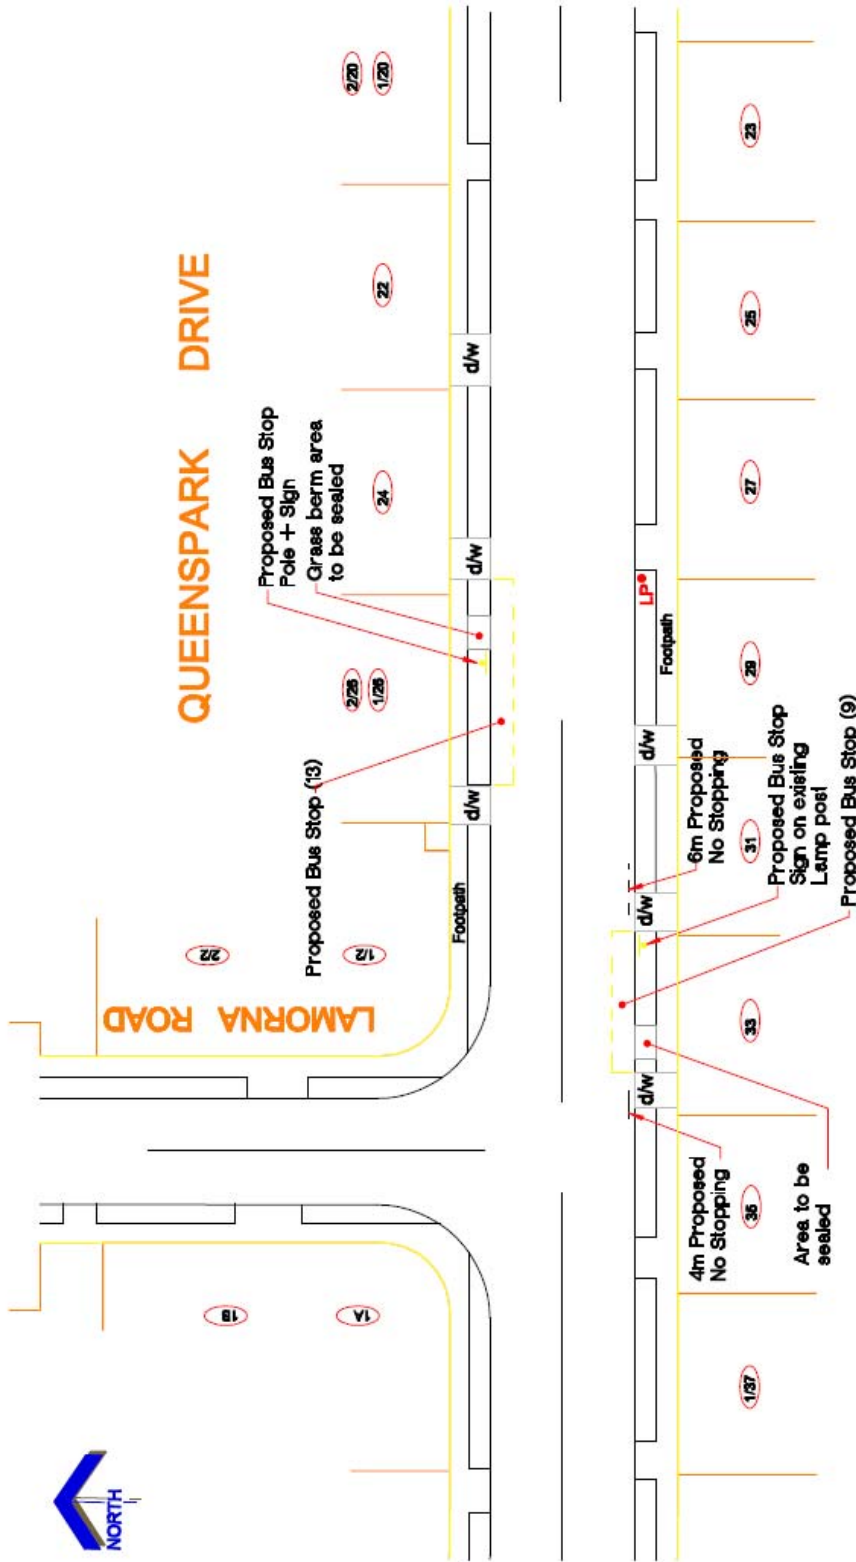 QUEENSPARK DRIVE
LAMORNA ROAD
NORTH
2/20
1/20
22
24
2/26
1/26
2/2
1/2
1B
1A
Proposed Bus Stop
Pole + Sign
Grass berm area
to be sealed
Proposed Bus Stop (13)
d/w
d/w
d/w
Footpath
LP
Footpath
d/w
d/w
d/w
6m Proposed
No Stopping
Proposed Bus Stop
Sign on existing
Lamp post
Proposed Bus Stop (9)
4m Proposed
No Stopping
Area to be
sealed
23
25
27
29
31
33
35
1/37